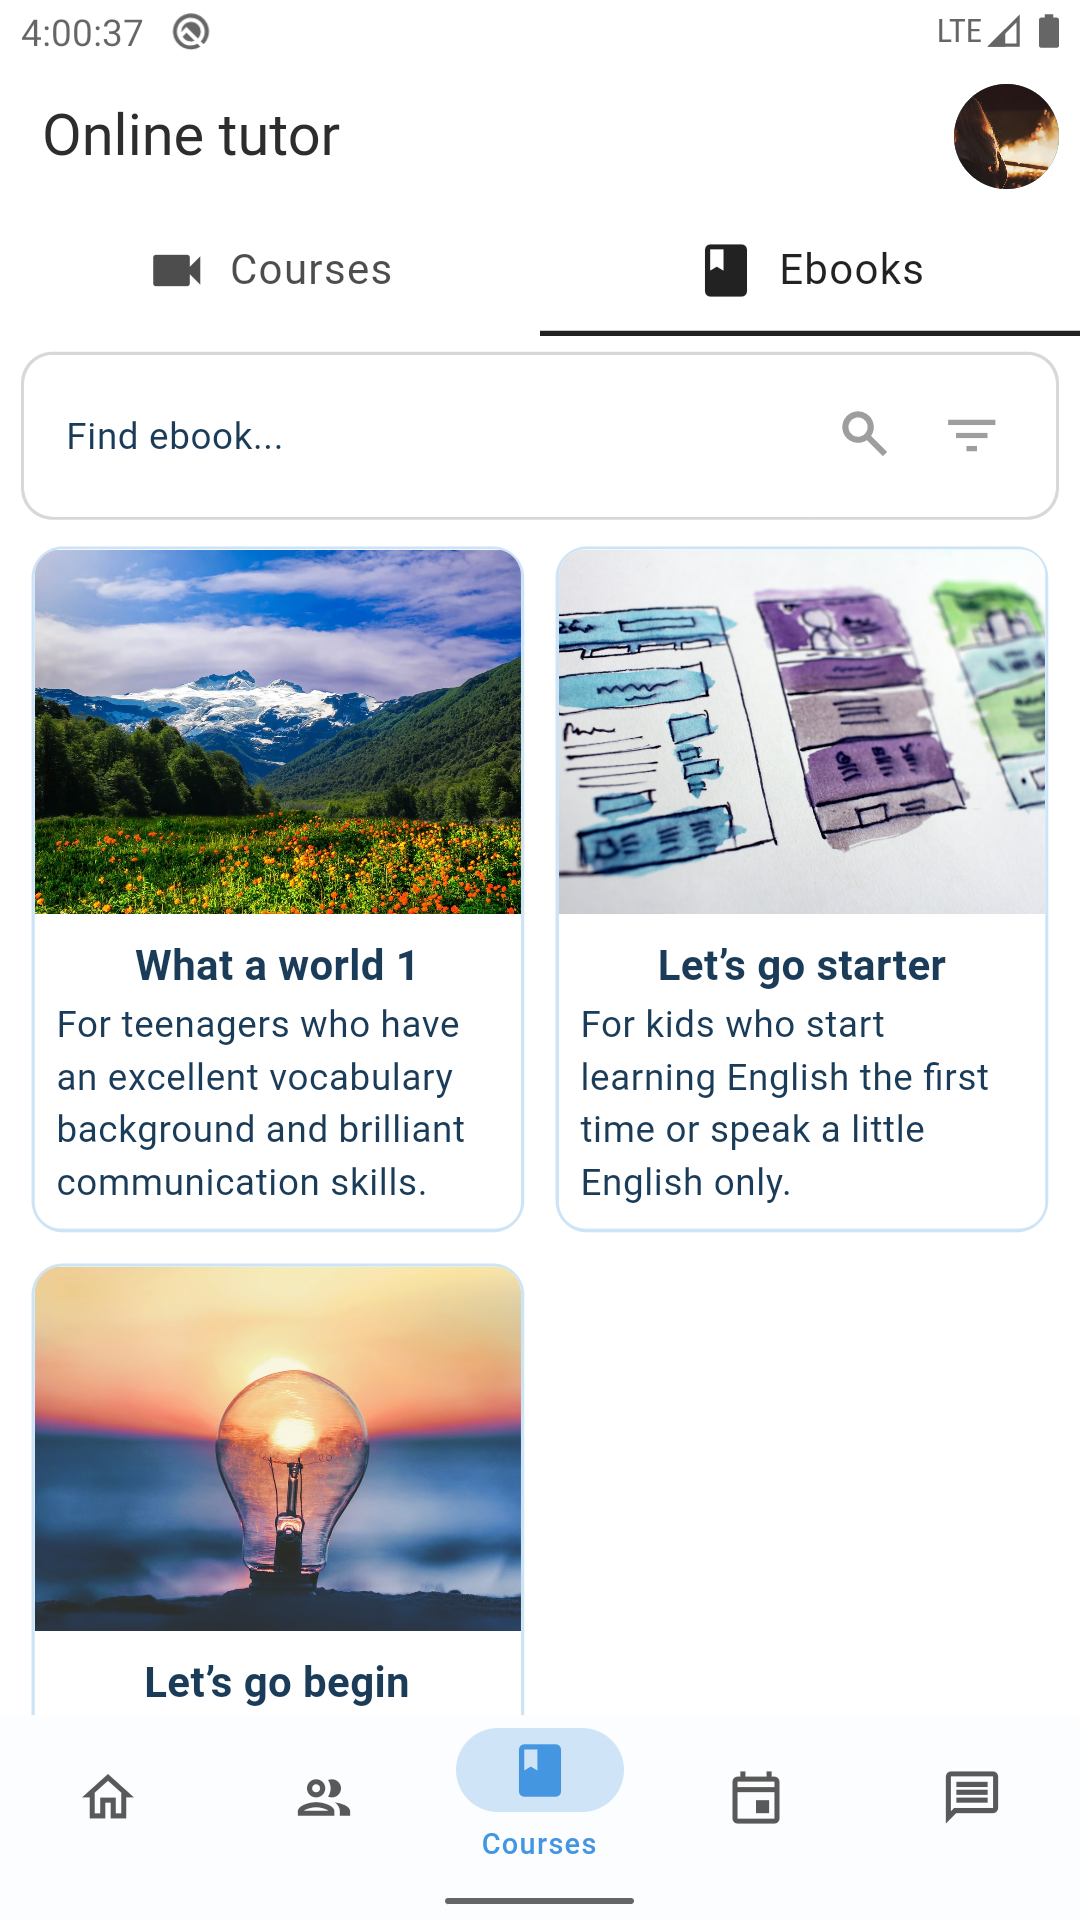 4:00:37
LTE
Online tutor
Courses
Ebooks
Find ebook...
What a world 1
For teenagers who have
an excellent vocabulary
background and brilliant
communication skills.
Let’s go starter
For kids who start
learning English the first
time or speak a little
English only.
Let’s go begin
Courses